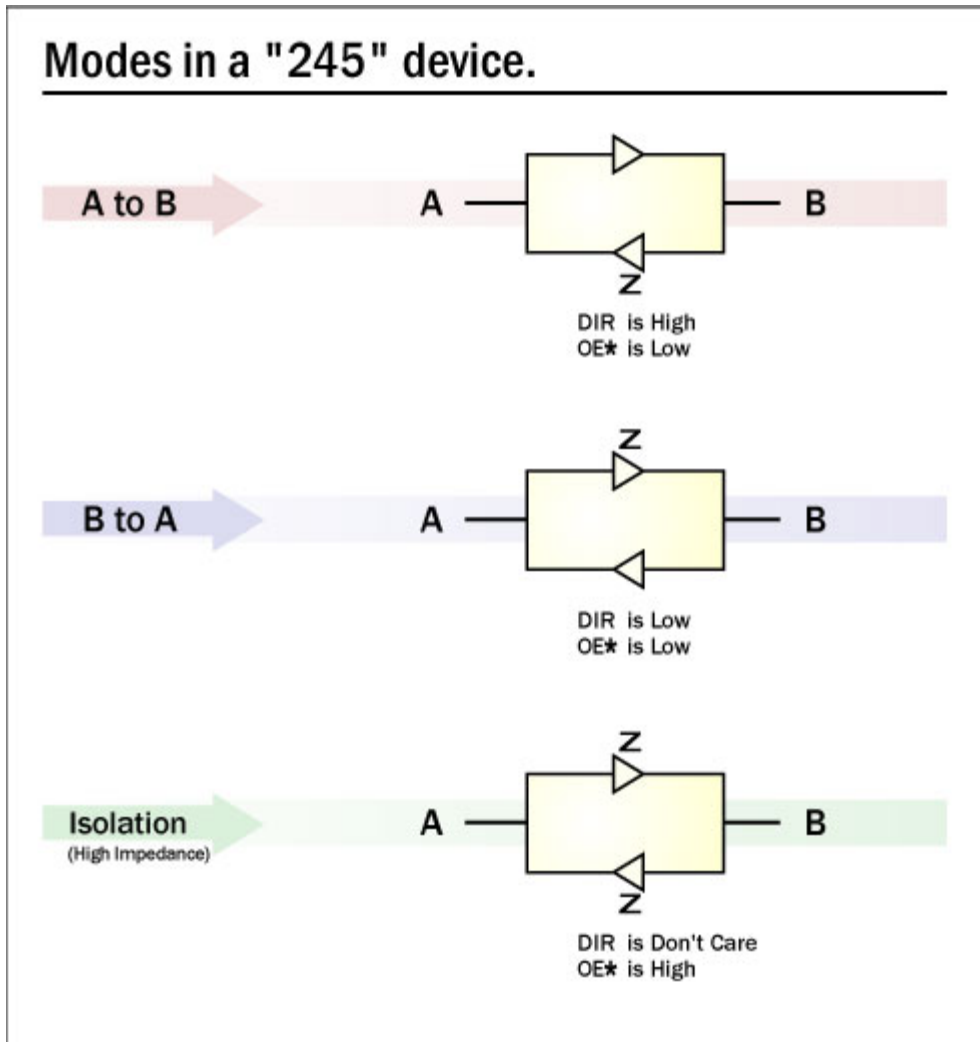 Modes in a "245" device.
A to B
A
B
Z
DIR is High
OE* is Low
Z
B to A
A
B
DIR is Low
OE* is Low
Z
Isolation
(High Impedance)
A
B
Z
DIR is Don't Care
OE* is High